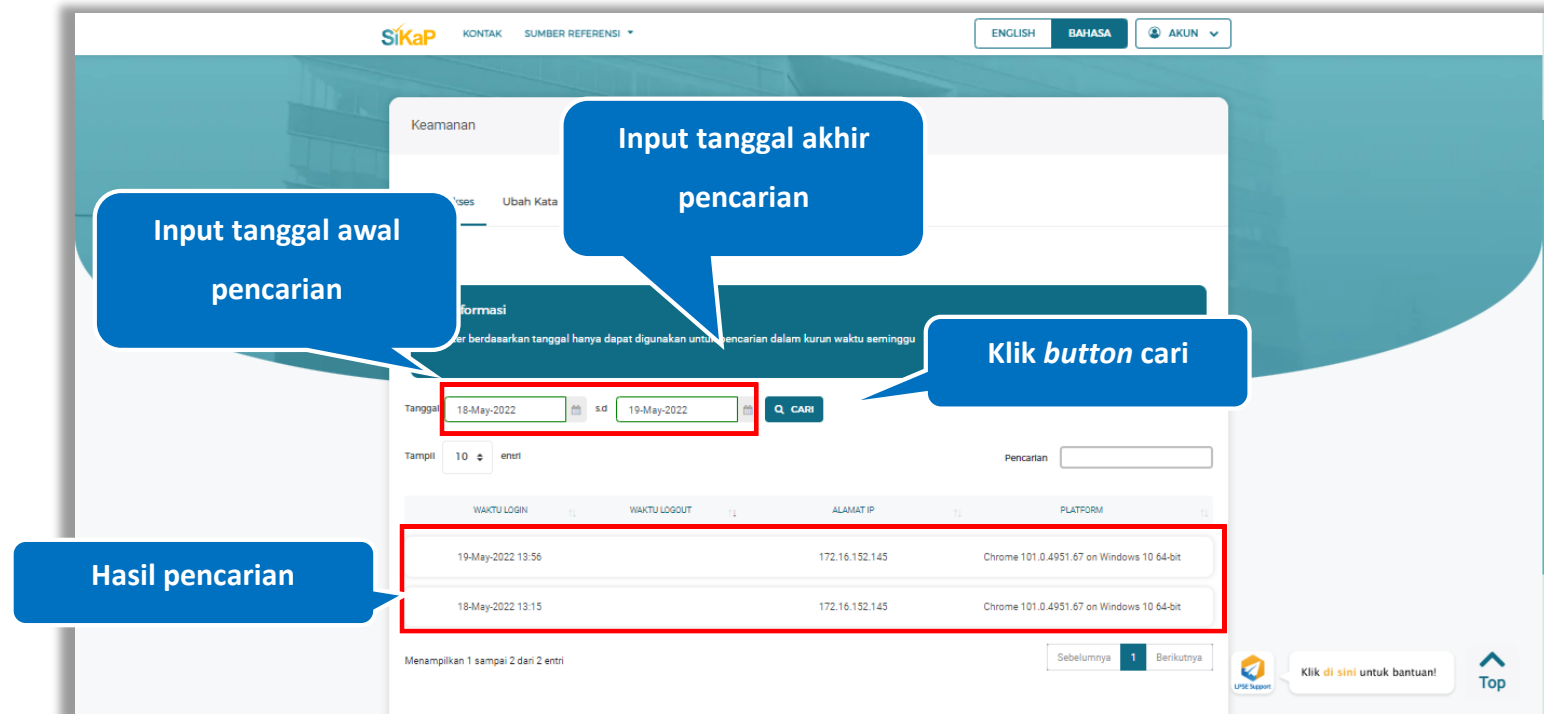 SiKaP KONTAK SUMBER REFERENSI ENGLISH BAHASA AKUN
Keamanan
Input tanggal akhir
pencarian
Ubah Kata
Input tanggal awal
pencarian
berdasarkan tanggal hanya dapat digunakan untuk pencarian dalam kurun waktu seminggu
Klik button cari
Tanggal 18-May-2022 s.d 19-May-2022 CARI
Tampil 10 entri Pencarian
WAKTU LOGIN WAKTU LOGOUT ALAMAT IP PLATFORM
19-May-2022 13:56 172.16.152.145 Chrome 101.0.4951.67 on Windows 10 64-bit
Hasil pencarian
18-May-2022 13:15 172.16.152.145 Chrome 101.0.4951.67 on Windows 10 64-bit
Menampilkan 1 sampai 2 dari 2 entri Sebelumnya 1 Berikutnya
LPSE Support Klik di sini untuk bantuan! Top